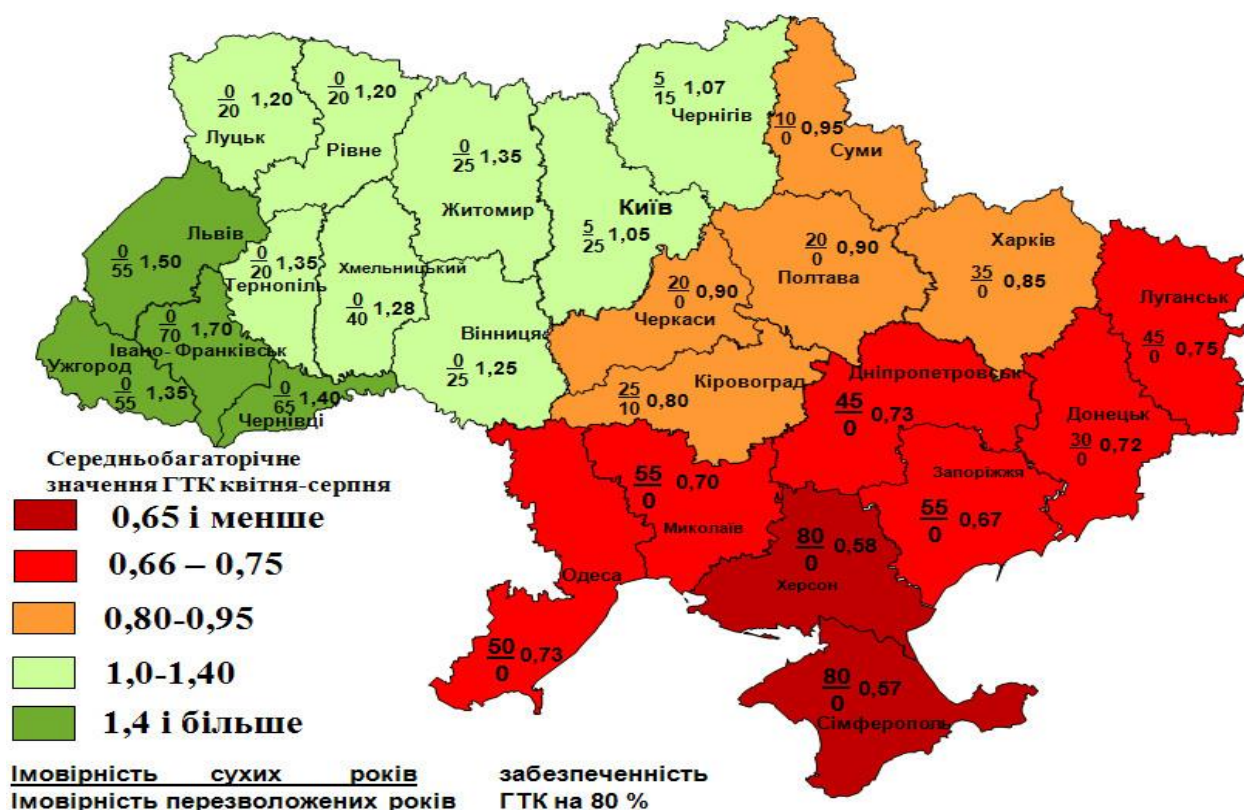 0
20 1,20
Луцьк
0
20 1,20
Рівне
0
25 1,35
Житомир
5
25 1,05
Київ
5
15 1,07
Чернігів
10
0 0,95
Суми
Львів
0
55 1,50
0
20 1,35
Тернопіль
Хмельницький
0
40 1,28
Вінниця
0
25 1,25
20
0 0,90
Черкаси
20
0 0,90
Полтава
Харків
35
0 0,85
Луганськ
45
0 0,75
0
70 1,70
Івано-Франківськ
Ужгород
0
55 1,35
0
65 1,40
Чернівці
Кіровоград
25
10 0,80
Дніпропетровськ
45
0 0,73
Донецьк
30
0 0,72
Запоріжжя
55
0 0,67
55
0 0,70
Миколаїв
Одеса
50
0 0,73
80
0 0,58
Херсон
80
0 0,57
Сімферополь
Середньобагаторічне
значення ГТК квітня-серпня
0,65 і менше
0,66 – 0,75
0,80-0,95
1,0-1,40
1,4 і більше
Імовірність сухих років забезпеченність
Імовірність перезволожених років ГТК на 80 %